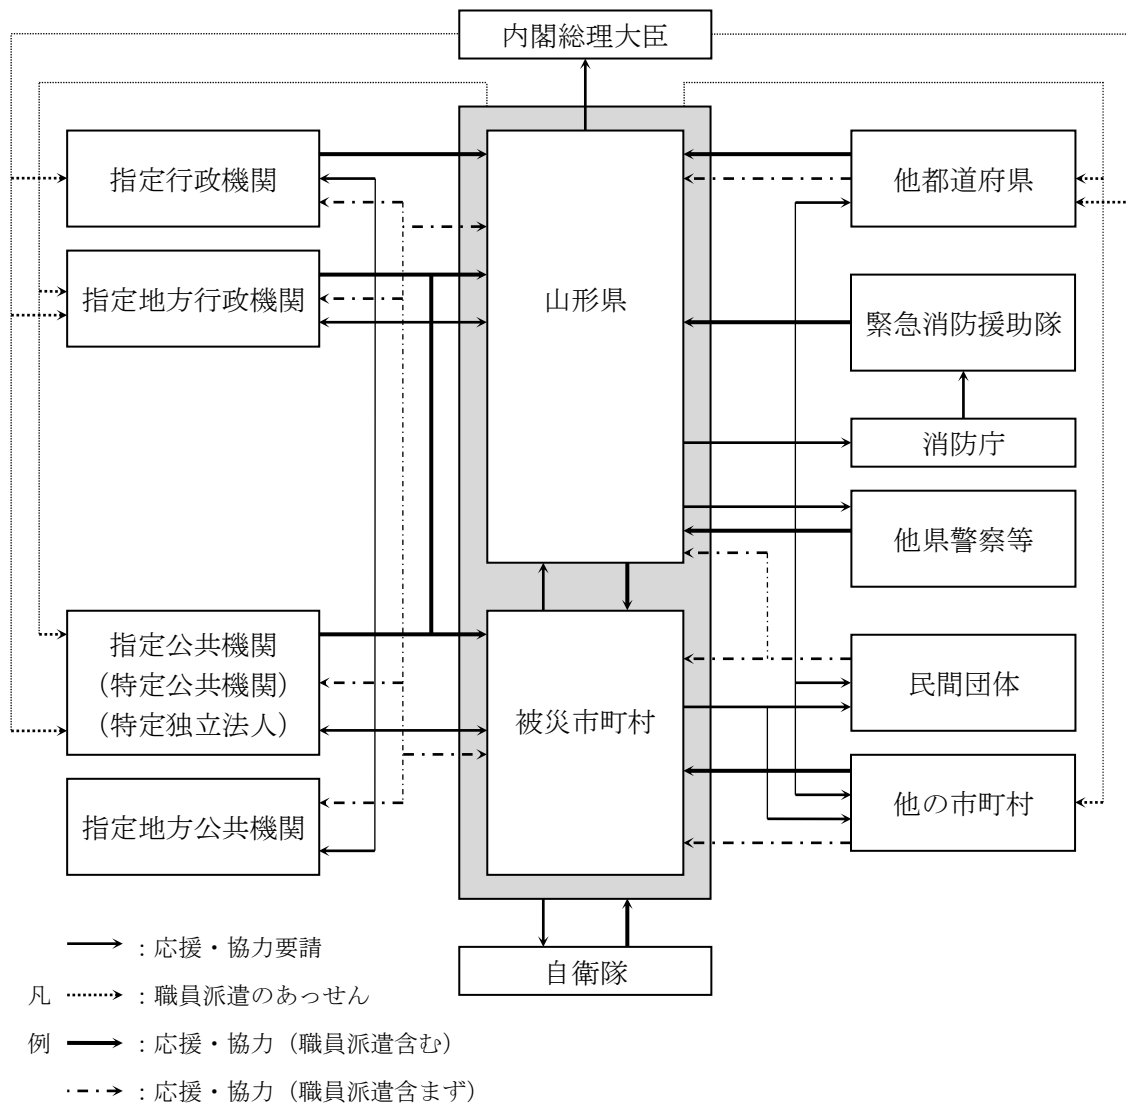 内閣総理大臣
指定行政機関
他都道府県
指定地方行政機関
山形県
緊急消防援助隊
消防庁
他県警察等
指定公共機関
（特定公共機関）
（特定独立法人）
被災市町村
民間団体
他の市町村
指定地方公共機関
自衛隊
：応援・協力要請
凡 ：職員派遣のあっせん
例 ：応援・協力（職員派遣含む）
：応援・協力（職員派遣含まず）